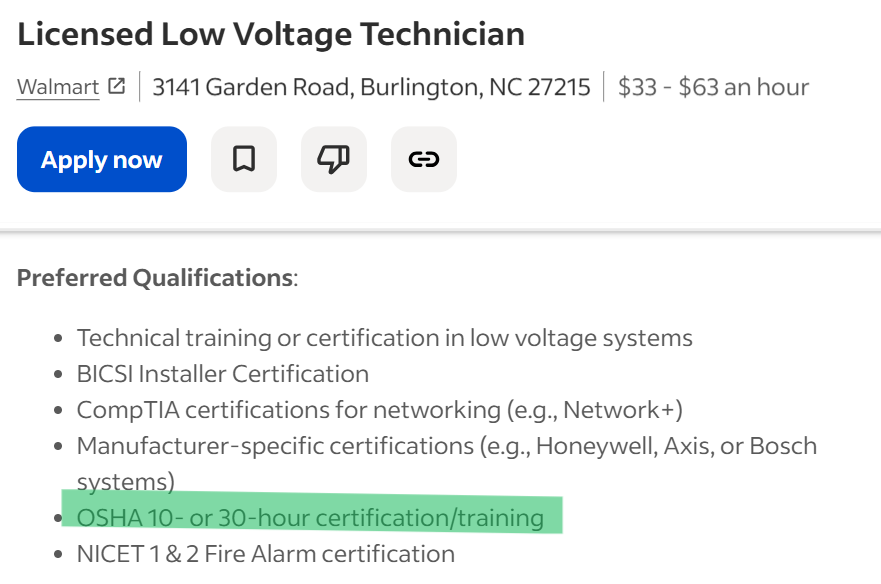 Licensed Low Voltage Technician
Walmart 3141 Garden Road, Burlington, NC 27215 $33 - $63 an hour
Apply now
Preferred Qualifications:
• Technical training or certification in low voltage systems
• BICSI Installer Certification
• CompTIA certifications for networking (e.g., Network+)
• Manufacturer-specific certifications (e.g., Honeywell, Axis, or Bosch
systems)
• OSHA 10- or 30-hour certification/training
• NICET 1 & 2 Fire Alarm certification